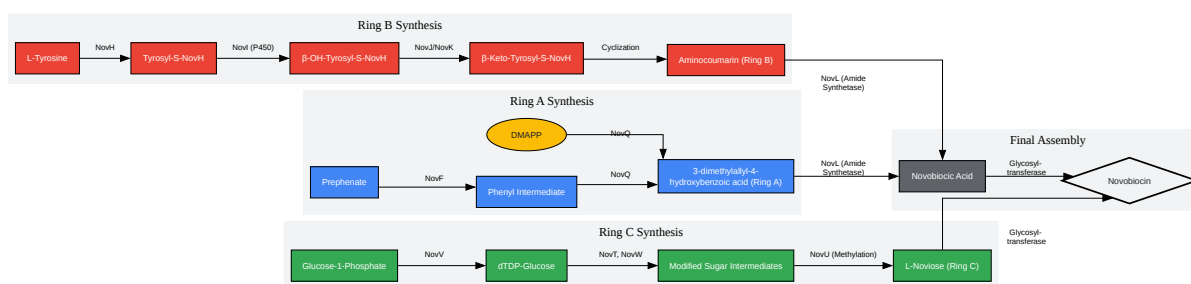 Ring B Synthesis
L-Tyrosine
NovH
Tyrosyl-S-NovH
NovI (P450)
β-OH-Tyrosyl-S-NovH
NovJ/NovK
β-Keto-Tyrosyl-S-NovH
Cyclization
Aminocoumarin (Ring B)
NovL (Amide
Synthetase)
Ring A Synthesis
DMAPP
NovQ
Prephenate
NovF
Phenyl Intermediate
NovQ
3-dimethylallyl-4-
hydroxybenzoic acid (Ring A)
NovL (Amide
Synthetase)
Final Assembly
Novobiocic Acid
Glycosyl-
transferase
Novobiocin
Ring C Synthesis
Glucose-1-Phosphate
NovV
dTDP-Glucose
NovT, NovW
Modified Sugar Intermediates
NovU (Methylation)
L-Noviose (Ring C)
Glycosyl-
transferase